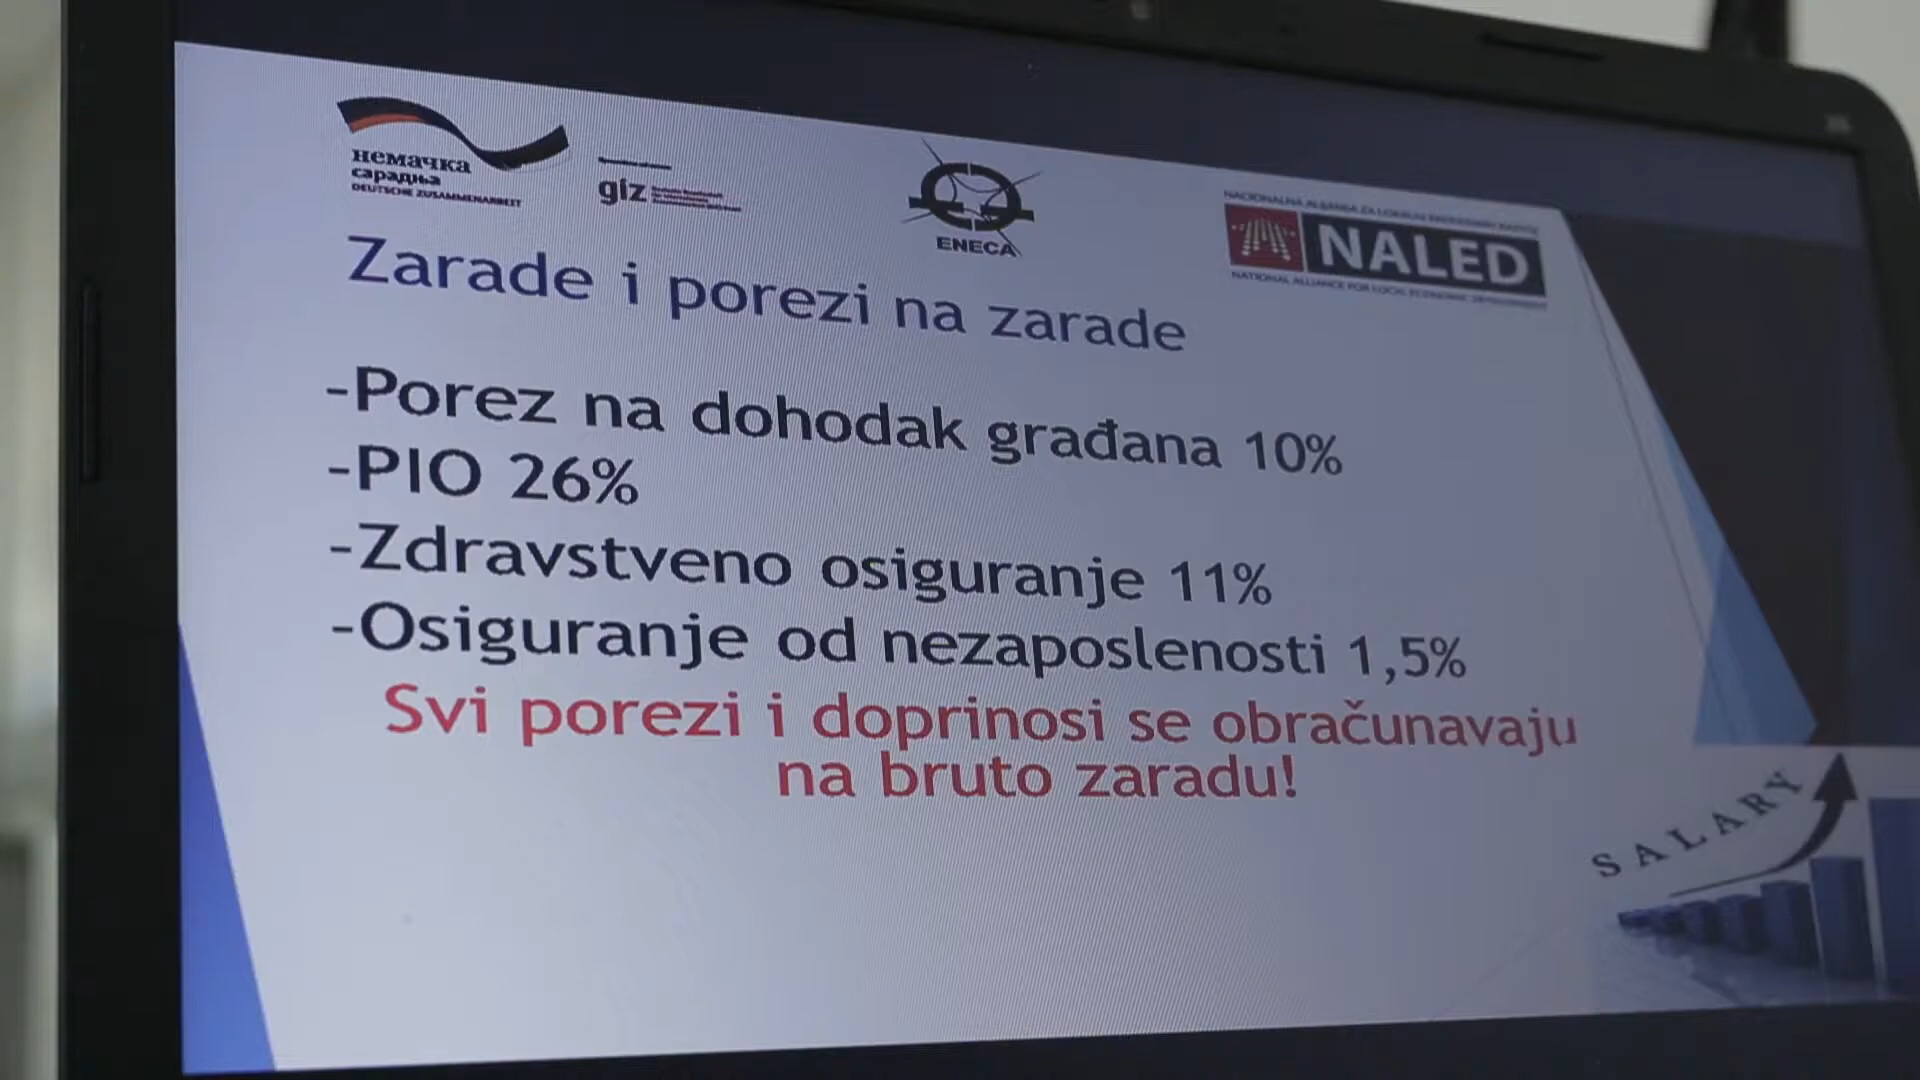 немачка
сарадња
DEUTSCHE ZUSAMMENARBEIT
giz
ENECA
NALED
NATIONAL ALLIANCE FOR LOCAL ECONOMIC DEVELOPMENT
Zarade i porezi na zarade
-Porez na dohodak građana 10%
-PIO 26%
-Zdravstveno osiguranje 11%
-Osiguranje od nezaposlenosti 1,5%
Svi porezi i doprinosi se obračunavaju
na bruto zaradu!
SALARY